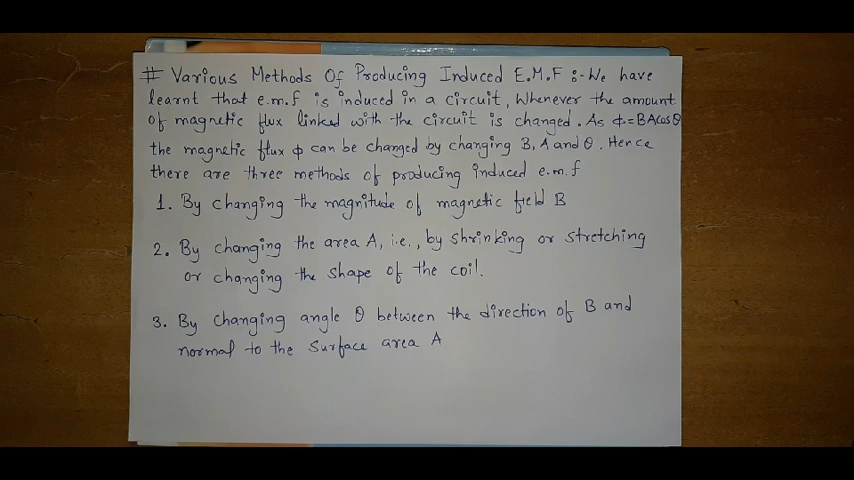 # Various Methods Of Producing Induced E.M.F :- We have
learnt that e.m.f is induced in a circuit, Whenever the amount
of magnetic flux linked with the circuit is changed. As ϕ=BAcosθ
the magnetic flux ϕ can be changed by changing B, A and θ. Hence
there are three methods of producing induced e.m.f
1. By changing the magnitude of magnetic field B
2. By changing the area A, i.e., by shrinking or stretching
or changing the shape of the coil.
3. By changing angle θ between the direction of B and
normal to the surface area A